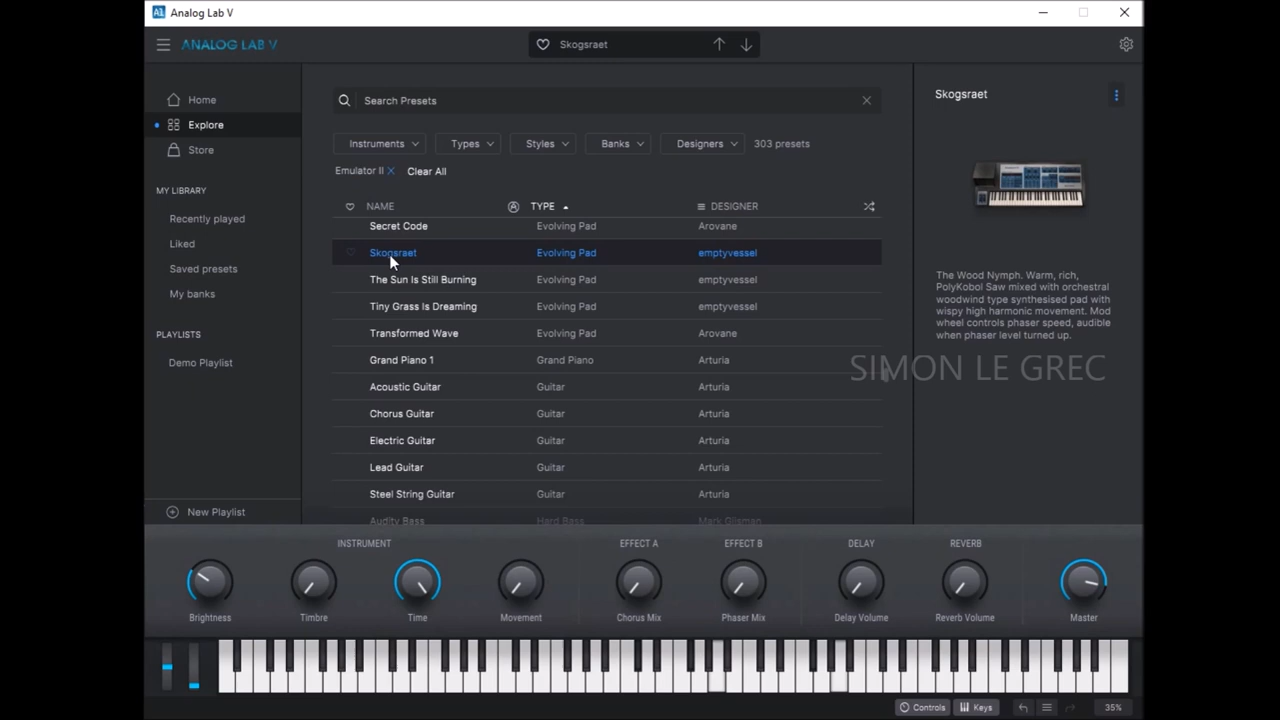 Analog Lab V
ANALOG LAB V
Skogsraet
Home
Explore
Store
MY LIBRARY
Recently played
Liked
Saved presets
My banks
PLAYLISTS
Demo Playlist
New Playlist
Search Presets
Instruments Types Styles Banks Designers 303 presets
Emulator II Clear All
NAME TYPE DESIGNER
Secret Code Evolving Pad Arovane
Skogsraet Evolving Pad emptyvessel
The Sun Is Still Burning Evolving Pad emptyvessel
Tiny Grass Is Dreaming Evolving Pad emptyvessel
Transformed Wave Evolving Pad Arovane
Grand Piano 1 Grand Piano Arturia
Acoustic Guitar Guitar Arturia
Chorus Guitar Guitar Arturia
Electric Guitar Guitar Arturia
Lead Guitar Guitar Arturia
Steel String Guitar Guitar Arturia
Audity Bass Hard Bass Mark Glisman
Skogsraet
The Wood Nymph. Warm, rich,
PolyKobol Saw mixed with orchestral
woodwind type synthesised pad with
wispy high harmonic movement. Mod
wheel controls phaser speed, audible
when phaser level turned up.
SIMON LE GREC
INSTRUMENT EFFECT A EFFECT B DELAY REVERB
Brightness Timbre Time Movement Chorus Mix Phaser Mix Delay Volume Reverb Volume Master
Controls Keys 35%